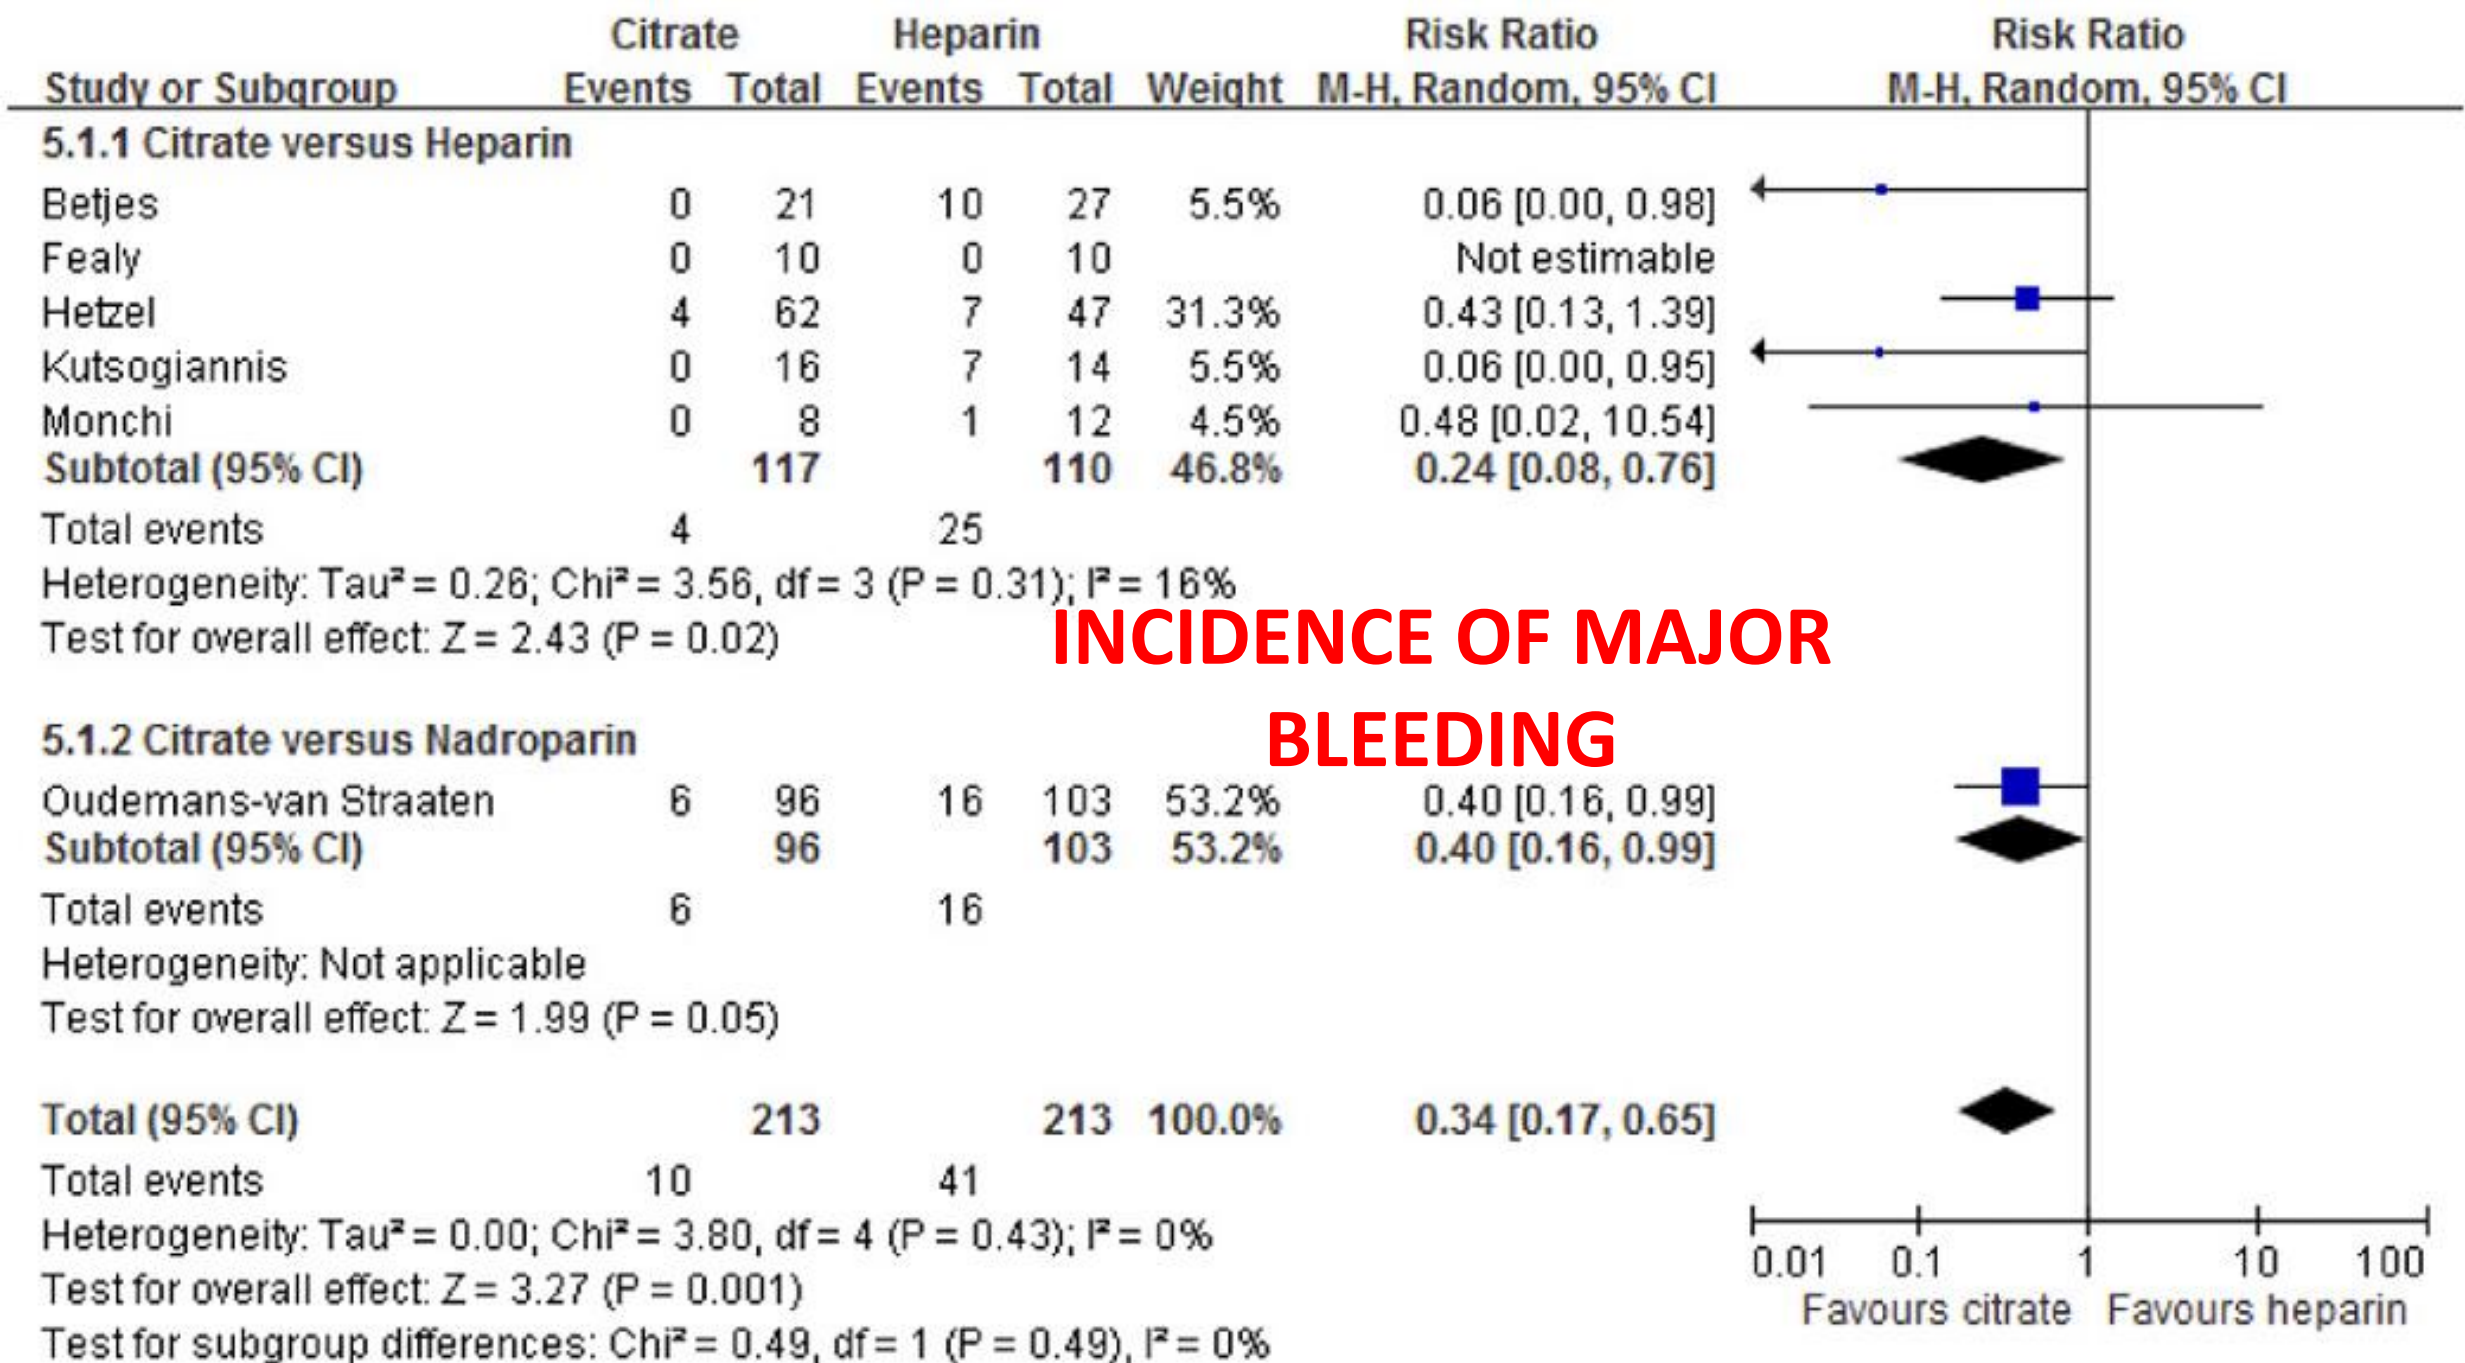 Citrate Heparin Risk Ratio Risk Ratio
Study or Subgroup Events Total Events Total Weight M-H, Random, 95% CI M-H, Random, 95% CI
5.1.1 Citrate versus Heparin
Betjes 0 21 10 27 5.5% 0.06 [0.00, 0.98]
Fealy 0 10 0 10 Not estimable
Hetzel 4 62 7 47 31.3% 0.43 [0.13, 1.39]
Kutsogiannis 0 16 7 14 5.5% 0.06 [0.00, 0.95]
Monchi 0 8 1 12 4.5% 0.48 [0.02, 10.54]
Subtotal (95% CI) 117 110 46.8% 0.24 [0.08, 0.76]
Total events 4 25
Heterogeneity: Tau² = 0.26; Chi² = 3.56, df = 3 (P = 0.31); I² = 16%
Test for overall effect: Z = 2.43 (P = 0.02)
INCIDENCE OF MAJOR
BLEEDING
5.1.2 Citrate versus Nadroparin
Oudemans-van Straaten 6 96 16 103 53.2% 0.40 [0.16, 0.99]
Subtotal (95% CI) 96 103 53.2% 0.40 [0.16, 0.99]
Total events 6 16
Heterogeneity: Not applicable
Test for overall effect: Z = 1.99 (P = 0.05)
Total (95% CI) 213 213 100.0% 0.34 [0.17, 0.65]
Total events 10 41
Heterogeneity: Tau² = 0.00; Chi² = 3.80, df = 4 (P = 0.43); I² = 0%
Test for overall effect: Z = 3.27 (P = 0.001)
Test for subgroup differences: Chi² = 0.49, df = 1 (P = 0.49), I² = 0%
0.01 0.1 1 10 100
Favours citrate Favours heparin